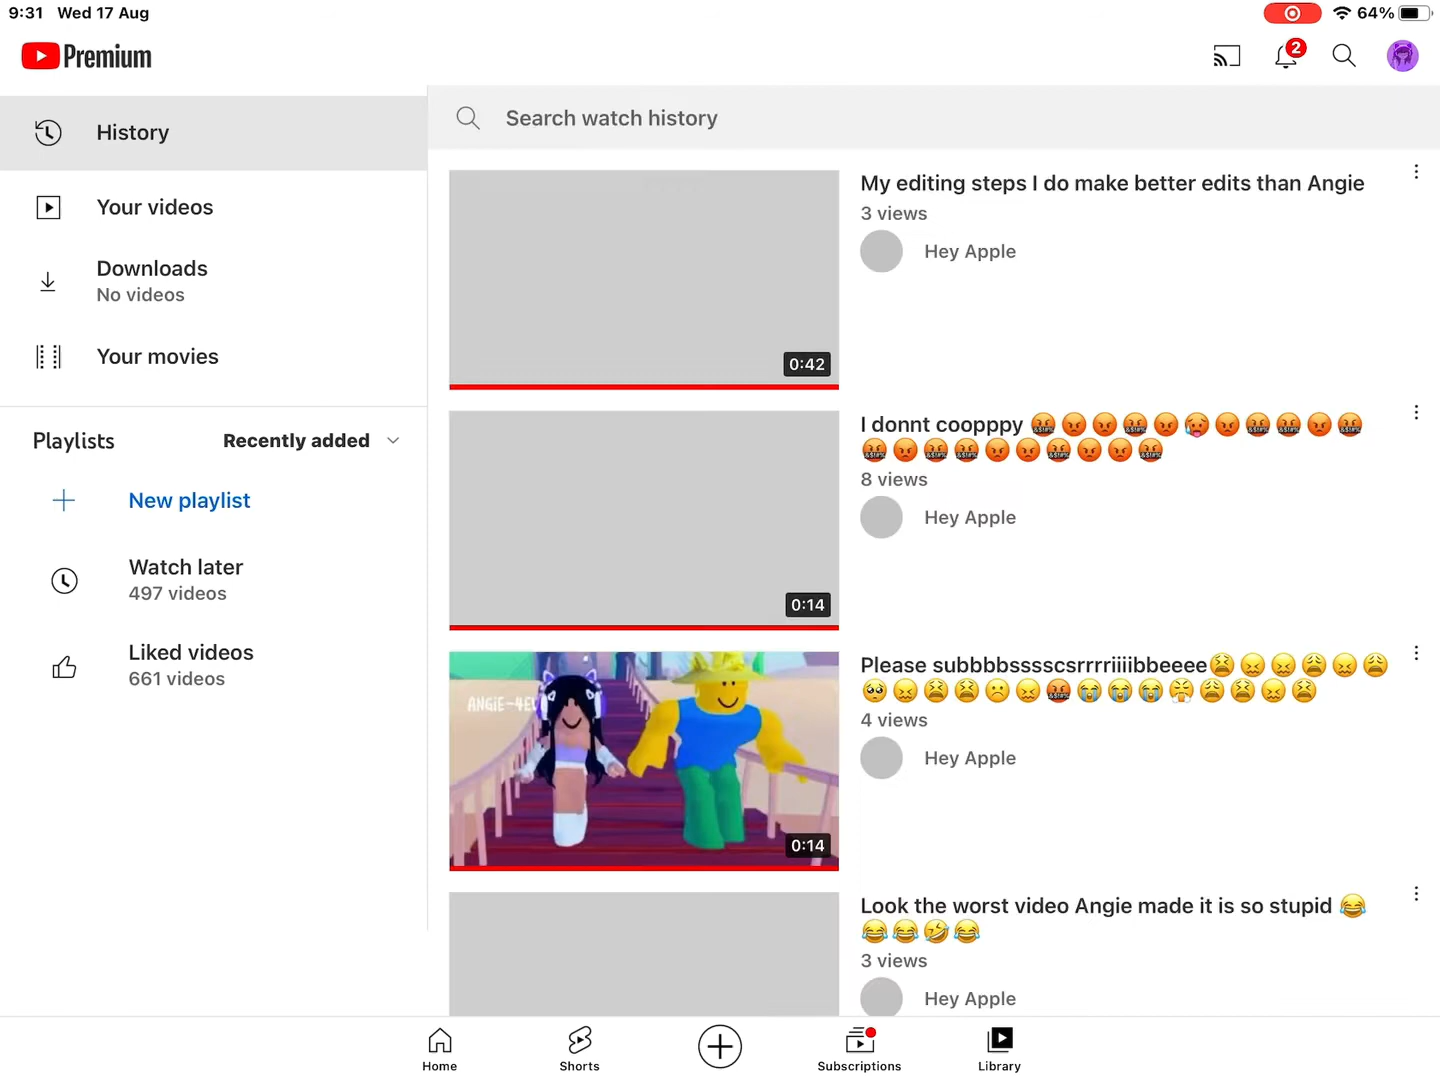 9:31 Wed 17 Aug
64%
Premium
2
History
Your videos
Downloads
No videos
Your movies
Playlists
Recently added
New playlist
Watch later
497 videos
Liked videos
661 videos
Search watch history
My editing steps I do make better edits than Angie
3 views
Hey Apple
0:42
I donnt coopppy 🤬😡😡🤬😡🥵😡🤬🤬😡🤬
🤬😡🤬🤬😡😡🤬😡😡🤬
8 views
Hey Apple
0:14
Please subbbbsssscsrrrriiiibbeeee😫😖😖😩😖😩
🥺😖😫😫☹️😖🤬😭😭😭😤😩😫😖😫
4 views
Hey Apple
ANGiE-4EV
0:14
Look the worst video Angie made it is so stupid 😂
😂😂🤣😂
3 views
Hey Apple
Home
Shorts
Subscriptions
Library